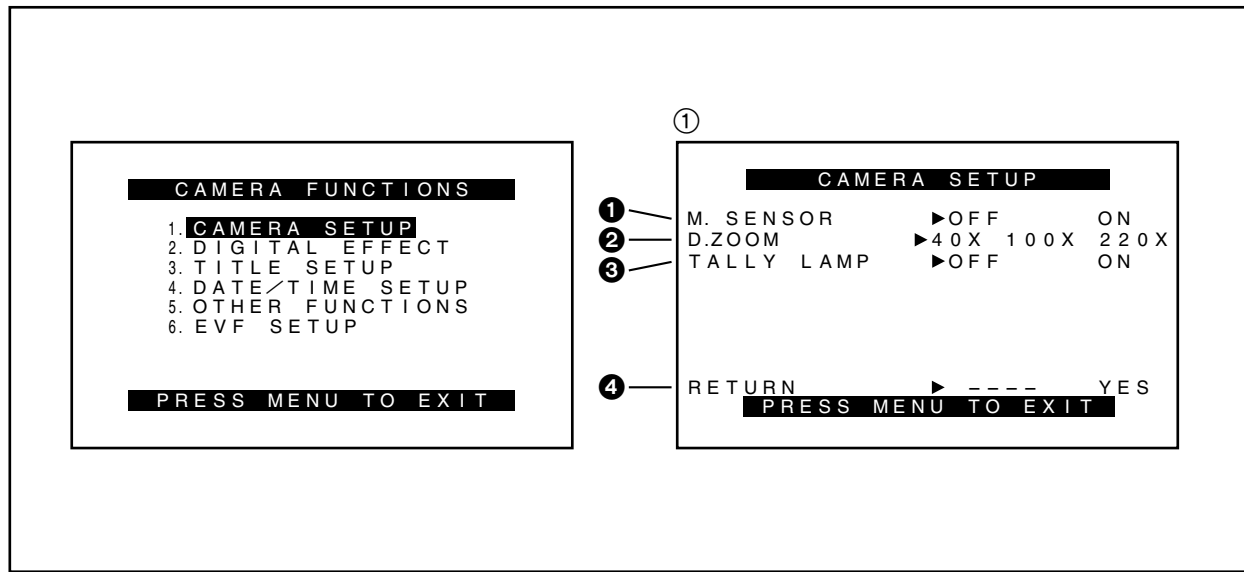 CAMERA FUNCTIONS
1. CAMERA SETUP
2. DIGITAL EFFECT
3. TITLE SETUP
4. DATE/TIME SETUP
5. OTHER FUNCTIONS
6. EVF SETUP
PRESS MENU TO EXIT
①
CAMERA SETUP
❶ M. SENSOR ▶OFF ON
❷ D.ZOOM ▶40X 100X 220X
❸ TALLY LAMP ▶OFF ON
❹ RETURN ▶ ---- YES
PRESS MENU TO EXIT